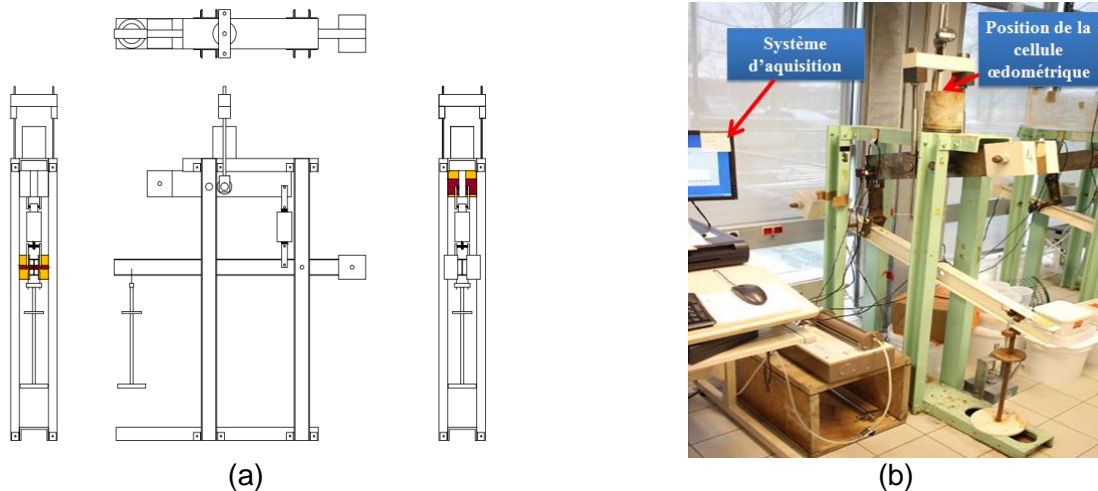 Système
d'aquisition
Position de la
cellule
œdométrique
(a)
(b)